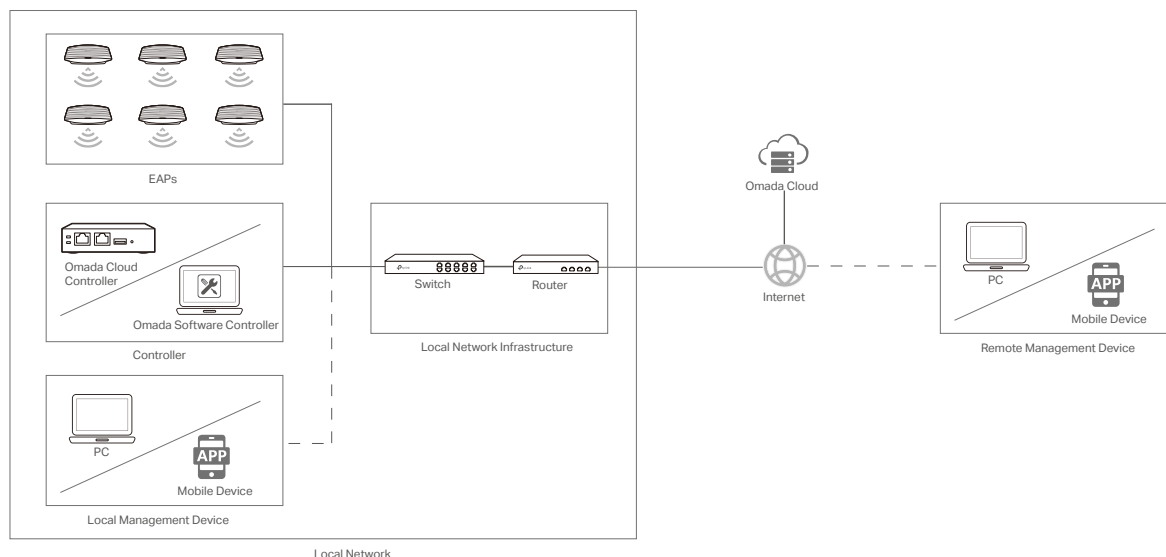 EAPs
Omada Cloud
Controller
Omada Software Controller
Controller
PC
APP
Mobile Device
Local Management Device
Switch
Router
Local Network Infrastructure
Local Network
Omada Cloud
Internet
PC
APP
Mobile Device
Remote Management Device